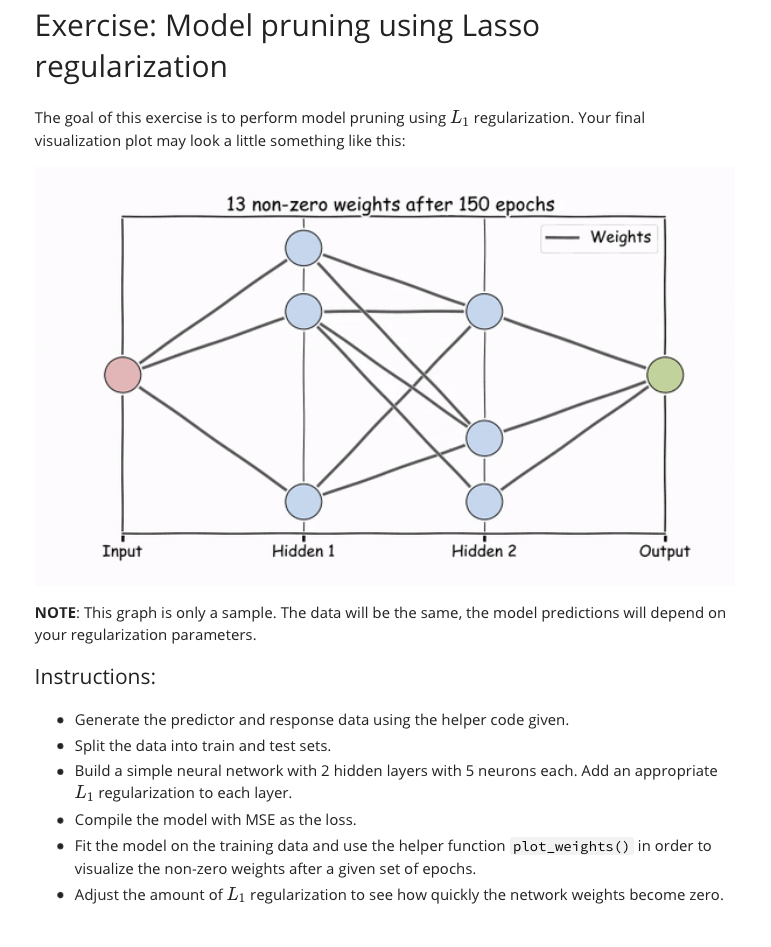 Exercise: Model pruning using Lasso
regularization
The goal of this exercise is to perform model pruning using L₁ regularization. Your final
visualization plot may look a little something like this:
13 non-zero weights after 150 epochs
Weights
Input
Hidden 1
Hidden 2
Output
NOTE: This graph is only a sample. The data will be the same, the model predictions will depend on
your regularization parameters.
Instructions:
• Generate the predictor and response data using the helper code given.
• Split the data into train and test sets.
• Build a simple neural network with 2 hidden layers with 5 neurons each. Add an appropriate
L₁ regularization to each layer.
• Compile the model with MSE as the loss.
• Fit the model on the training data and use the helper function plot_weights() in order to
visualize the non-zero weights after a given set of epochs.
• Adjust the amount of L₁ regularization to see how quickly the network weights become zero.